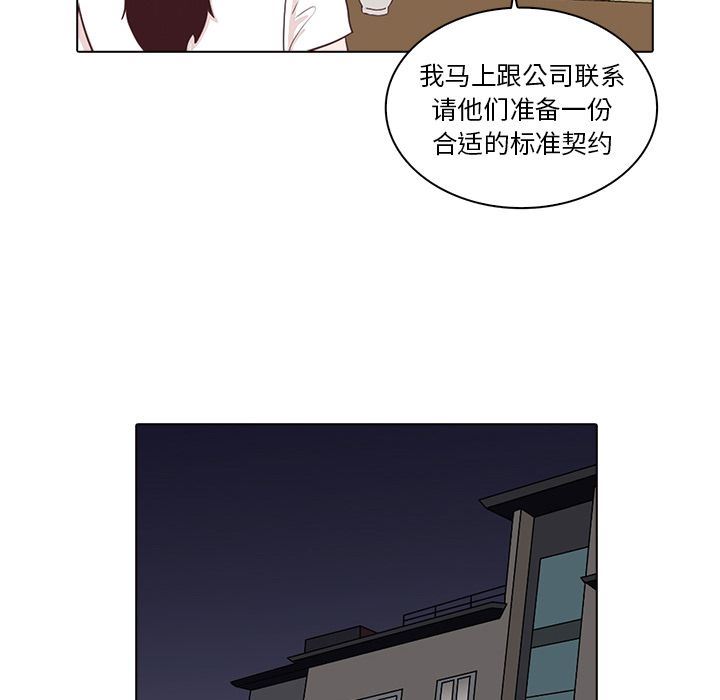 我马上跟公司联系
请他们准备一份
合适的标准契约